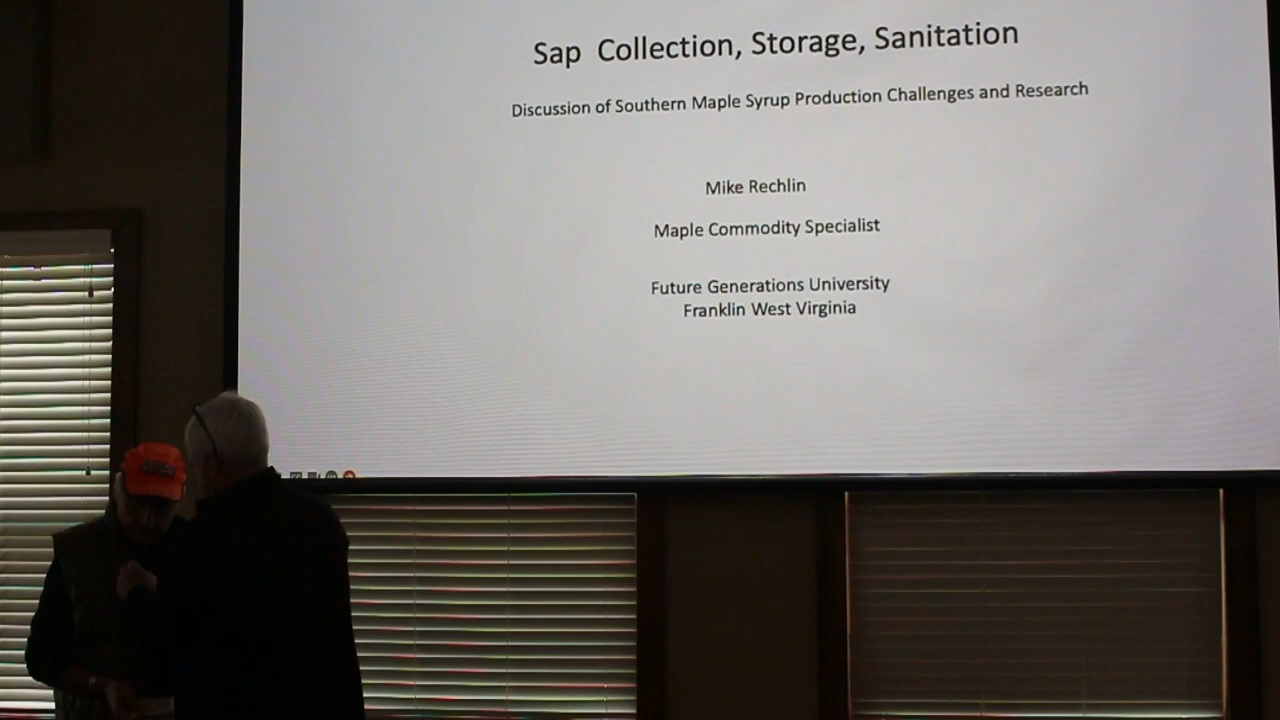 Sap Collection, Storage, Sanitation
Discussion of Southern Maple Syrup Production Challenges and Research
Mike Rechlin
Maple Commodity Specialist
Future Generations University
Franklin West Virginia